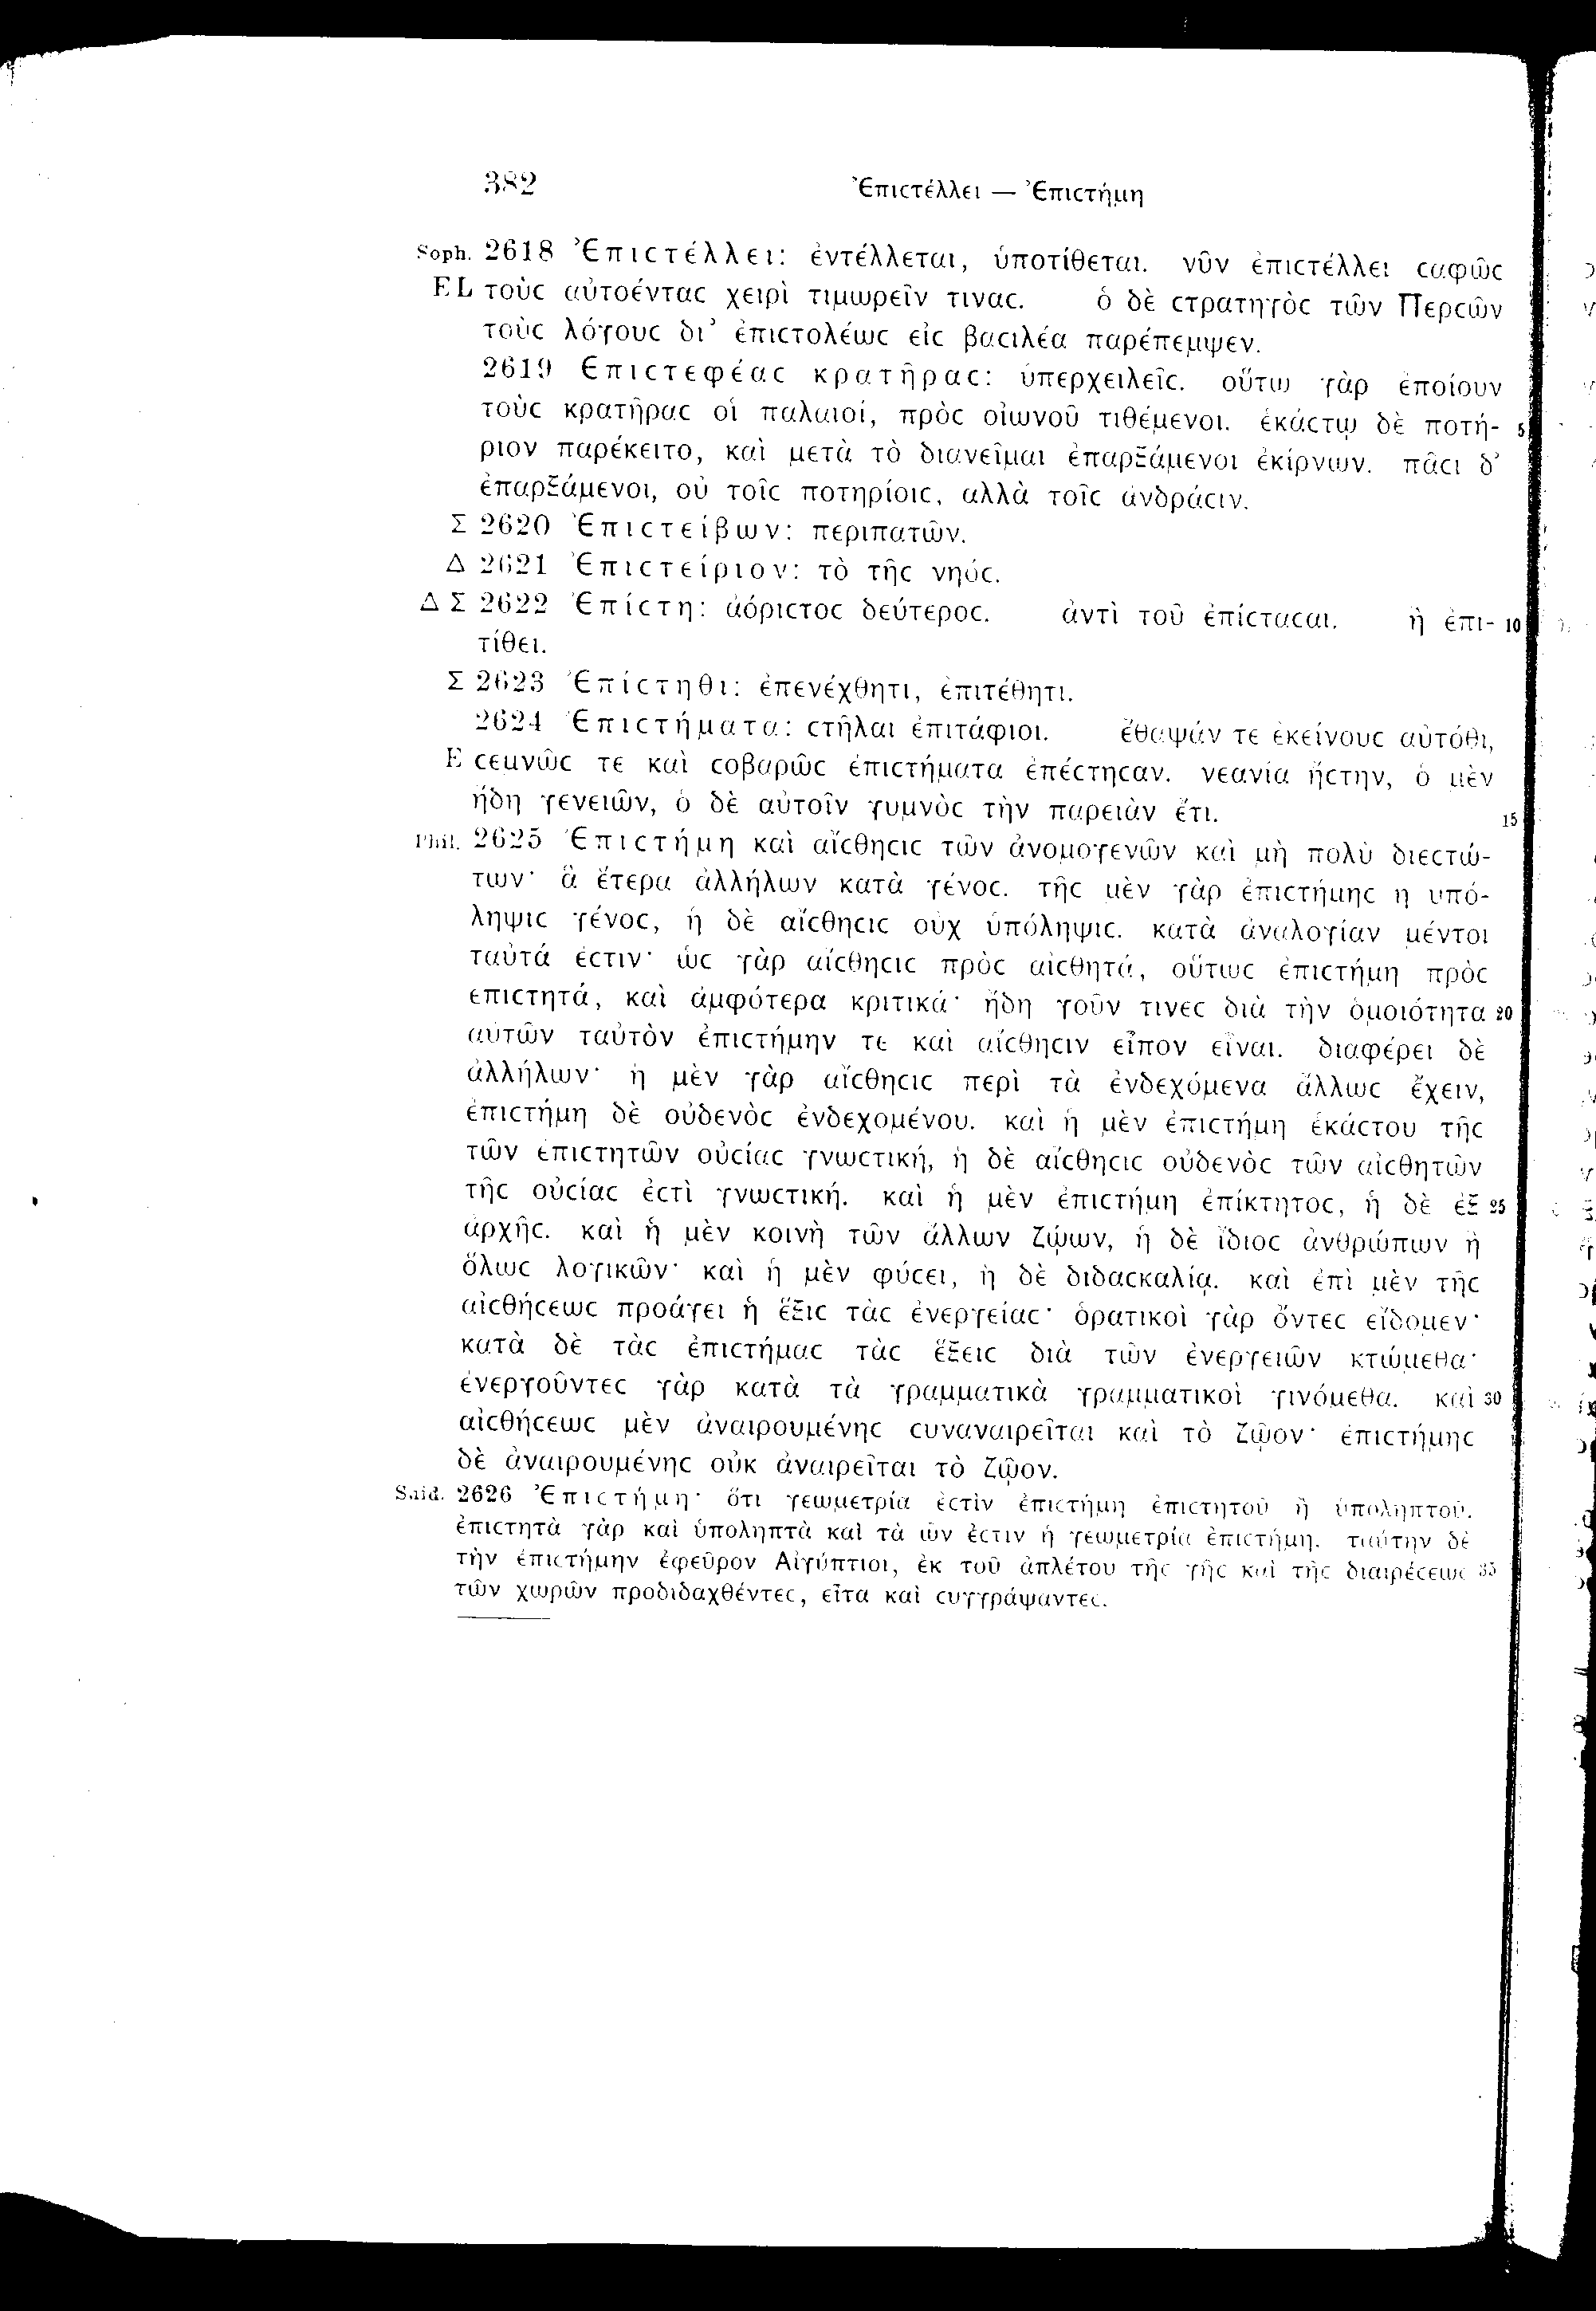 382 Ἐπιϲτέλλει — Ἐπιϲτήμη
Soph. 2618 Ἐπιϲτέλλει: ἐντέλλεται, ὑποτίθεται. νῦν ἐπιϲτέλλει ϲαφῶϲ
EL τοὺϲ αὐτοένταϲ χειρὶ τιμωρεῖν τιναϲ. ὁ δὲ ϲτρατηγὸϲ τῶν Περϲῶν
τοὺϲ λόγουϲ δι’ ἐπιϲτολέωϲ εἰϲ βαϲιλέα παρέπεμψεν.
2619 Ἐπιϲτεφέαϲ κρατῆραϲ: ὑπερχειλεῖϲ. οὕτω γὰρ ἐποίουν
τοὺϲ κρατῆραϲ οἱ παλαιοί, πρὸϲ οἰωνοῦ τιθέμενοι. ἑκάϲτῳ δὲ ποτή- 5
ριον παρέκειτο, καὶ μετὰ τὸ διανεῖμαι ἐπαρξάμενοι ἐκίρνων. πᾶϲι δ’
ἐπαρξάμενοι, οὐ τοῖϲ ποτηρίοιϲ, ἀλλὰ τοῖϲ ἀνδράϲιν.
Σ 2620 Ἐπιϲτείβων: περιπατῶν.
Δ 2621 Ἐπιϲτείριον: τὸ τῆϲ νηόϲ.
Δ Σ 2622 Ἐπίϲτη: ἀόριϲτοϲ δεύτεροϲ. ἀντὶ τοῦ ἐπίϲταϲαι. ἢ ἐπι- 10
τίθει.
Σ 2623 Ἐπίϲτηθι: ἐπενέχθητι, ἐπιτέθητι.
2624 Ἐπιϲτήματα: ϲτῆλαι ἐπιτάφιοι. ἔθαψάν τε ἐκείνουϲ αὐτόθι,
E ϲεμνῶϲ τε καὶ ϲοβαρῶϲ ἐπιϲτήματα ἐπέϲτηϲαν. νεανία ἤϲτην, ὁ μὲν
ἤδη γενειῶν, ὁ δὲ αὐτοῖν γυμνὸϲ τὴν παρειὰν ἔτι. 15
Phil. 2625 Ἐπιϲτήμη καὶ αἴϲθηϲιϲ τῶν ἀνομογενῶν καὶ μὴ πολὺ διεϲτώ-
των· ἃ ἕτερα ἀλλήλων κατὰ γένοϲ. τῆϲ μὲν γὰρ ἐπιϲτήμηϲ ἡ ὑπό-
ληψιϲ γένοϲ, ἡ δὲ αἴϲθηϲιϲ οὐχ ὑπόληψιϲ. κατὰ ἀναλογίαν μέντοι
ταὐτά ἐϲτιν· ὡϲ γὰρ αἴϲθηϲιϲ πρὸϲ αἰϲθητά, οὕτωϲ ἐπιϲτήμη πρὸϲ
ἐπιϲτητά, καὶ ἀμφότερα κριτικά· ἤδη γοῦν τινεϲ διὰ τὴν ὁμοιότητα 20
αὐτῶν ταὐτὸν ἐπιϲτήμην τε καὶ αἴϲθηϲιν εἶπον εἶναι. διαφέρει δὲ
ἀλλήλων· ἡ μὲν γὰρ αἴϲθηϲιϲ περὶ τὰ ἐνδεχόμενα ἄλλωϲ ἔχειν,
ἐπιϲτήμη δὲ οὐδενὸϲ ἐνδεχομένου. καὶ ἡ μὲν ἐπιϲτήμη ἑκάϲτου τῆϲ
τῶν ἐπιϲτητῶν οὐϲίαϲ γνωϲτική, ἡ δὲ αἴϲθηϲιϲ οὐδενὸϲ τῶν αἰϲθητῶν
τῆϲ οὐϲίαϲ ἐϲτὶ γνωϲτική. καὶ ἡ μὲν ἐπιϲτήμη ἐπίκτητοϲ, ἡ δὲ ἐξ 25
ἀρχῆϲ. καὶ ἡ μὲν κοινὴ τῶν ἄλλων ζῴων, ἡ δὲ ἴδιοϲ ἀνθρώπων ἢ
ὅλωϲ λογικῶν· καὶ ἡ μὲν φύϲει, ἡ δὲ διδαϲκαλίᾳ. καὶ ἐπὶ μὲν τῆϲ
αἰϲθήϲεωϲ προάγει ἡ ἕξιϲ τὰϲ ἐνεργείαϲ· ὁρατικοὶ γὰρ ὄντεϲ εἴδομεν·
κατὰ δὲ τὰϲ ἐπιϲτήμαϲ τὰϲ ἕξειϲ διὰ τῶν ἐνεργειῶν κτώμεθα·
ἐνεργοῦντεϲ γὰρ κατὰ τὰ γραμματικὰ γραμματικοὶ γινόμεθα. καὶ 30
αἰϲθήϲεωϲ μὲν ἀναιρουμένηϲ ϲυναναιρεῖται καὶ τὸ ζῷον· ἐπιϲτήμηϲ
δὲ ἀναιρουμένηϲ οὐκ ἀναιρεῖται τὸ ζῷον.
Suid. 2626 Ἐπιϲτήμη· ὅτι γεωμετρία ἐϲτὶν ἐπιϲτήμη ἐπιϲτητοῦ ἢ ὑποληπτοῦ.
ἐπιϲτητὰ γὰρ καὶ ὑποληπτὰ καὶ τὰ ὧν ἐϲτιν ἡ γεωμετρία ἐπιϲτήμη. ταύτην δὲ
τὴν ἐπιϲτήμην ἐφεῦρον Αἰγύπτιοι, ἐκ τοῦ ἀπλέτου τῆϲ γῆϲ καὶ τῆϲ διαιρέϲεωϲ 35
τῶν χωρῶν προδιδαχθέντεϲ, εἶτα καὶ ϲυγγράψαντεϲ.